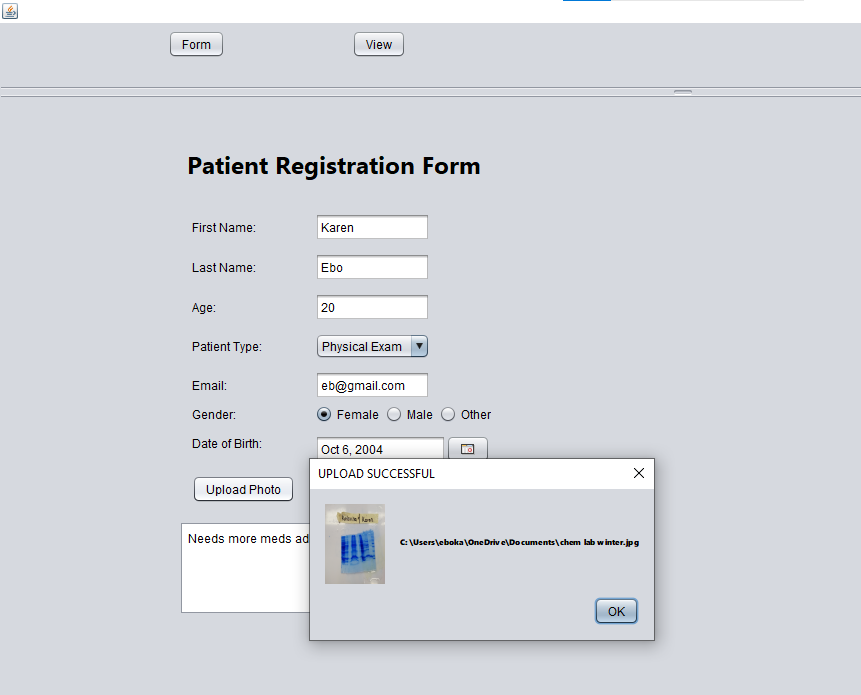 Form View
Patient Registration Form
First Name: Karen
Last Name: Ebo
Age: 20
Patient Type: Physical Exam
Email: eb@gmail.com
Gender: Female Male Other
Date of Birth: Oct 6, 2004
UPLOAD SUCCESSFUL
Upload Photo
Needs more meds ad
Karen
C:\Users\eboka\OneDrive\Documents\chem lab winter.jpg
OK